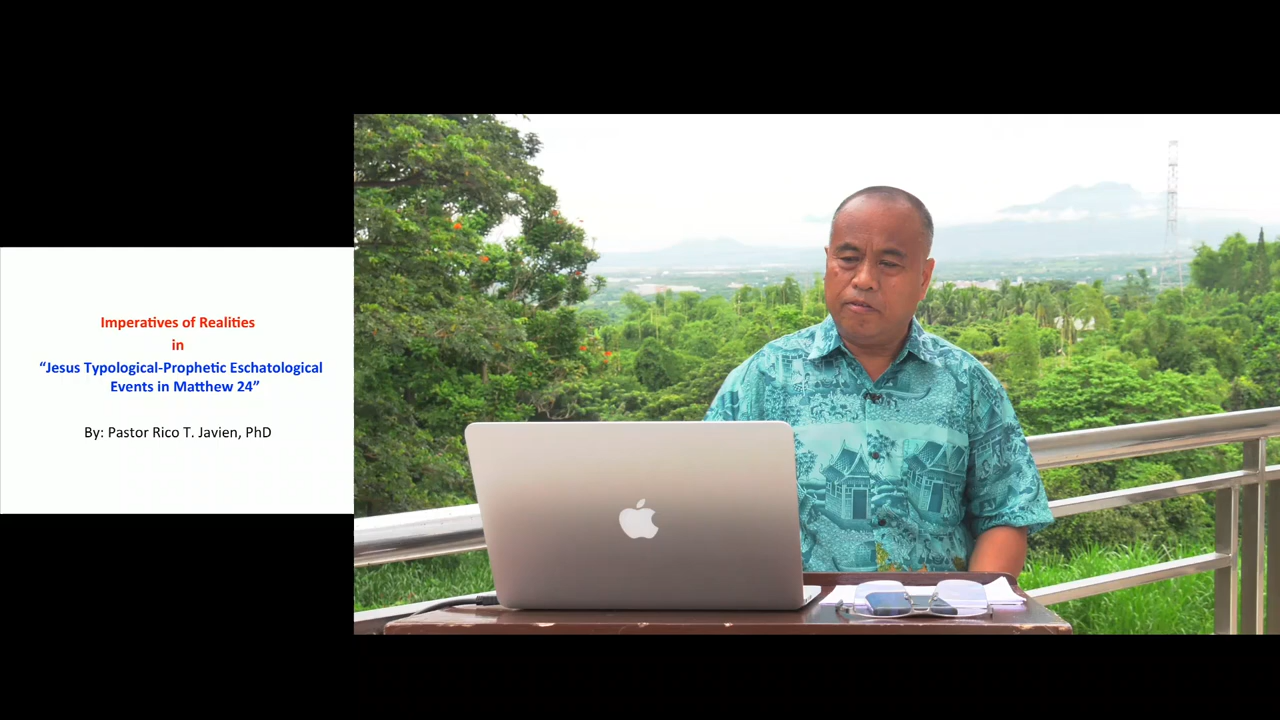 Imperatives of Realities
in
“Jesus Typological-Prophetic Eschatological
Events in Matthew 24”
By: Pastor Rico T. Javien, PhD